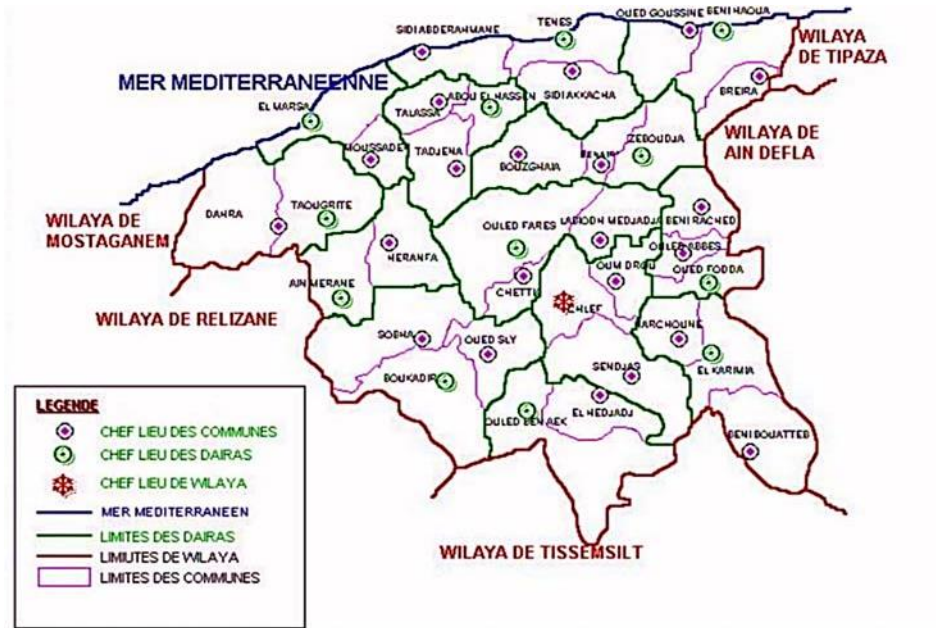 OUED GOUSSINE
BENI HAOUA
TENES
SIDI ABDERAHMANE
WILAYA
DE TIPAZA
MER MEDITERRANEENNE
SIDI AKKACHA
BREIRA
ABOU EL HASSEN
TALASSA
EL MARSA
WILAYA DE
AIN DEFLA
ZEBOUDJA
MOUSSADE
TADJENA
BOUZGHAIA
BENAIR
TAOUGRITE
DAHRA
WILAYA DE
MOSTAGANEM
OULED FARES
LABIODH MEDJADJA
BENI RACHED
HERANFA
OULED ABBES
OUED FODDA
OUM DROU
CHETTI
AIN MERANE
CHLEF
WILAYA DE RELIZANE
HARCHOUNE
SOBHA
OUED SLY
SENDJAS
EL KARIMIA
BOUKADIR
EL HEDJADJ
OULED BEN AEK
BENI BOUATTEB
WILAYA DE TISSEMSILT
LEGENDE
CHEF LIEU DES COMMUNES
CHEF LIEU DES DAIRAS
CHEF LIEU DE WILAYA
MER MEDITERRANEEN
LIMITES DES DAIRAS
LIMIUTES DE WILAYA
LIMITES DES COMMUNES